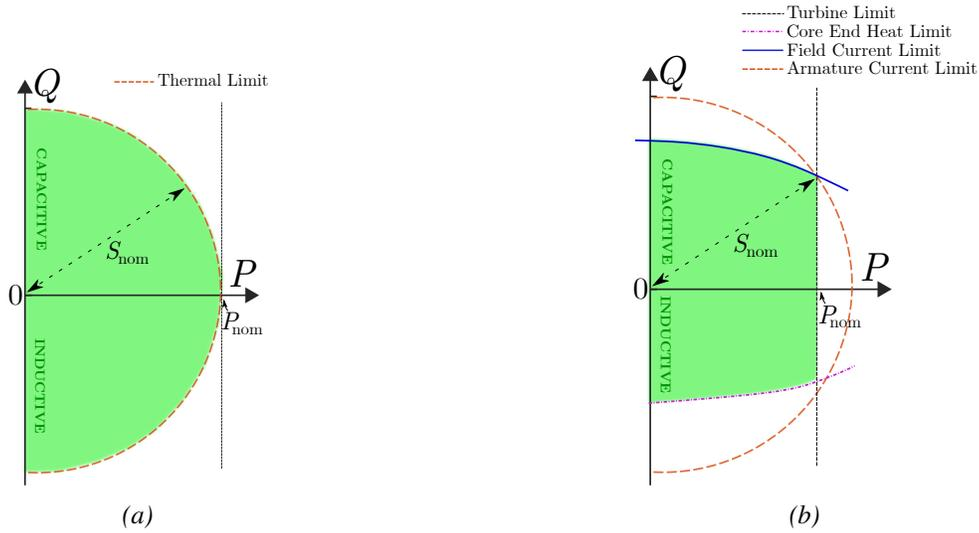 Q
Thermal Limit
CAPACITIVE
S_nom
P
0
P_nom
INDUCTIVE
(a)
Turbine Limit
Core End Heat Limit
Field Current Limit
Armature Current Limit
Q
CAPACITIVE
S_nom
P
0
P_nom
INDUCTIVE
(b)